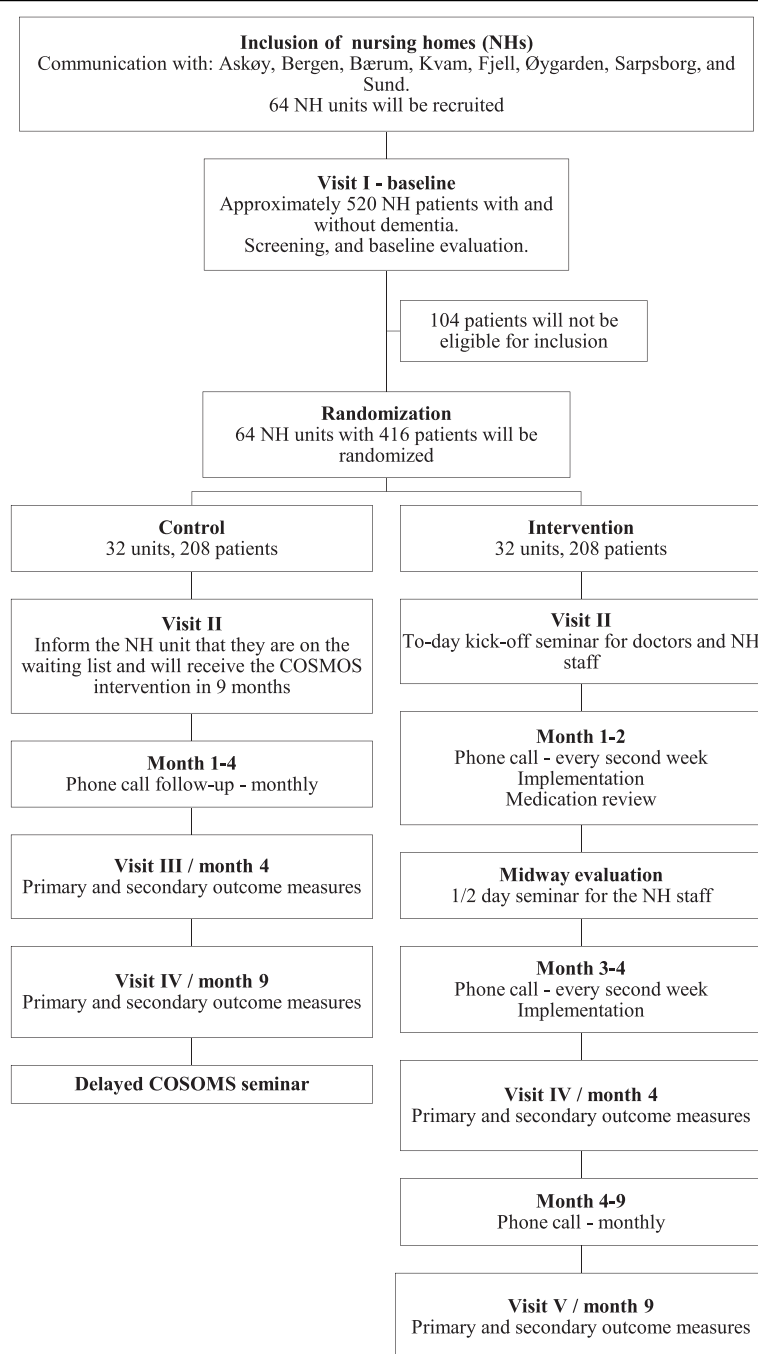 Inclusion of nursing homes (NHs)
Communication with: Askøy, Bergen, Bærum, Kvam, Fjell, Øygarden, Sarpsborg, and
Sund.
64 NH units will be recruited
Visit I - baseline
Approximately 520 NH patients with and
without dementia.
Screening, and baseline evaluation.
104 patients will not be
eligible for inclusion
Randomization
64 NH units with 416 patients will be
randomized
Control
32 units, 208 patients
Visit II
Inform the NH unit that they are on the
waiting list and will receive the COSMOS
intervention in 9 months
Month 1-4
Phone call follow-up - monthly
Visit III / month 4
Primary and secondary outcome measures
Visit IV / month 9
Primary and secondary outcome measures
Delayed COSOMS seminar
Intervention
32 units, 208 patients
Visit II
To-day kick-off seminar for doctors and NH
staff
Month 1-2
Phone call - every second week
Implementation
Medication review
Midway evaluation
1/2 day seminar for the NH staff
Month 3-4
Phone call - every second week
Implementation
Visit IV / month 4
Primary and secondary outcome measures
Month 4-9
Phone call - monthly
Visit V / month 9
Primary and secondary outcome measures